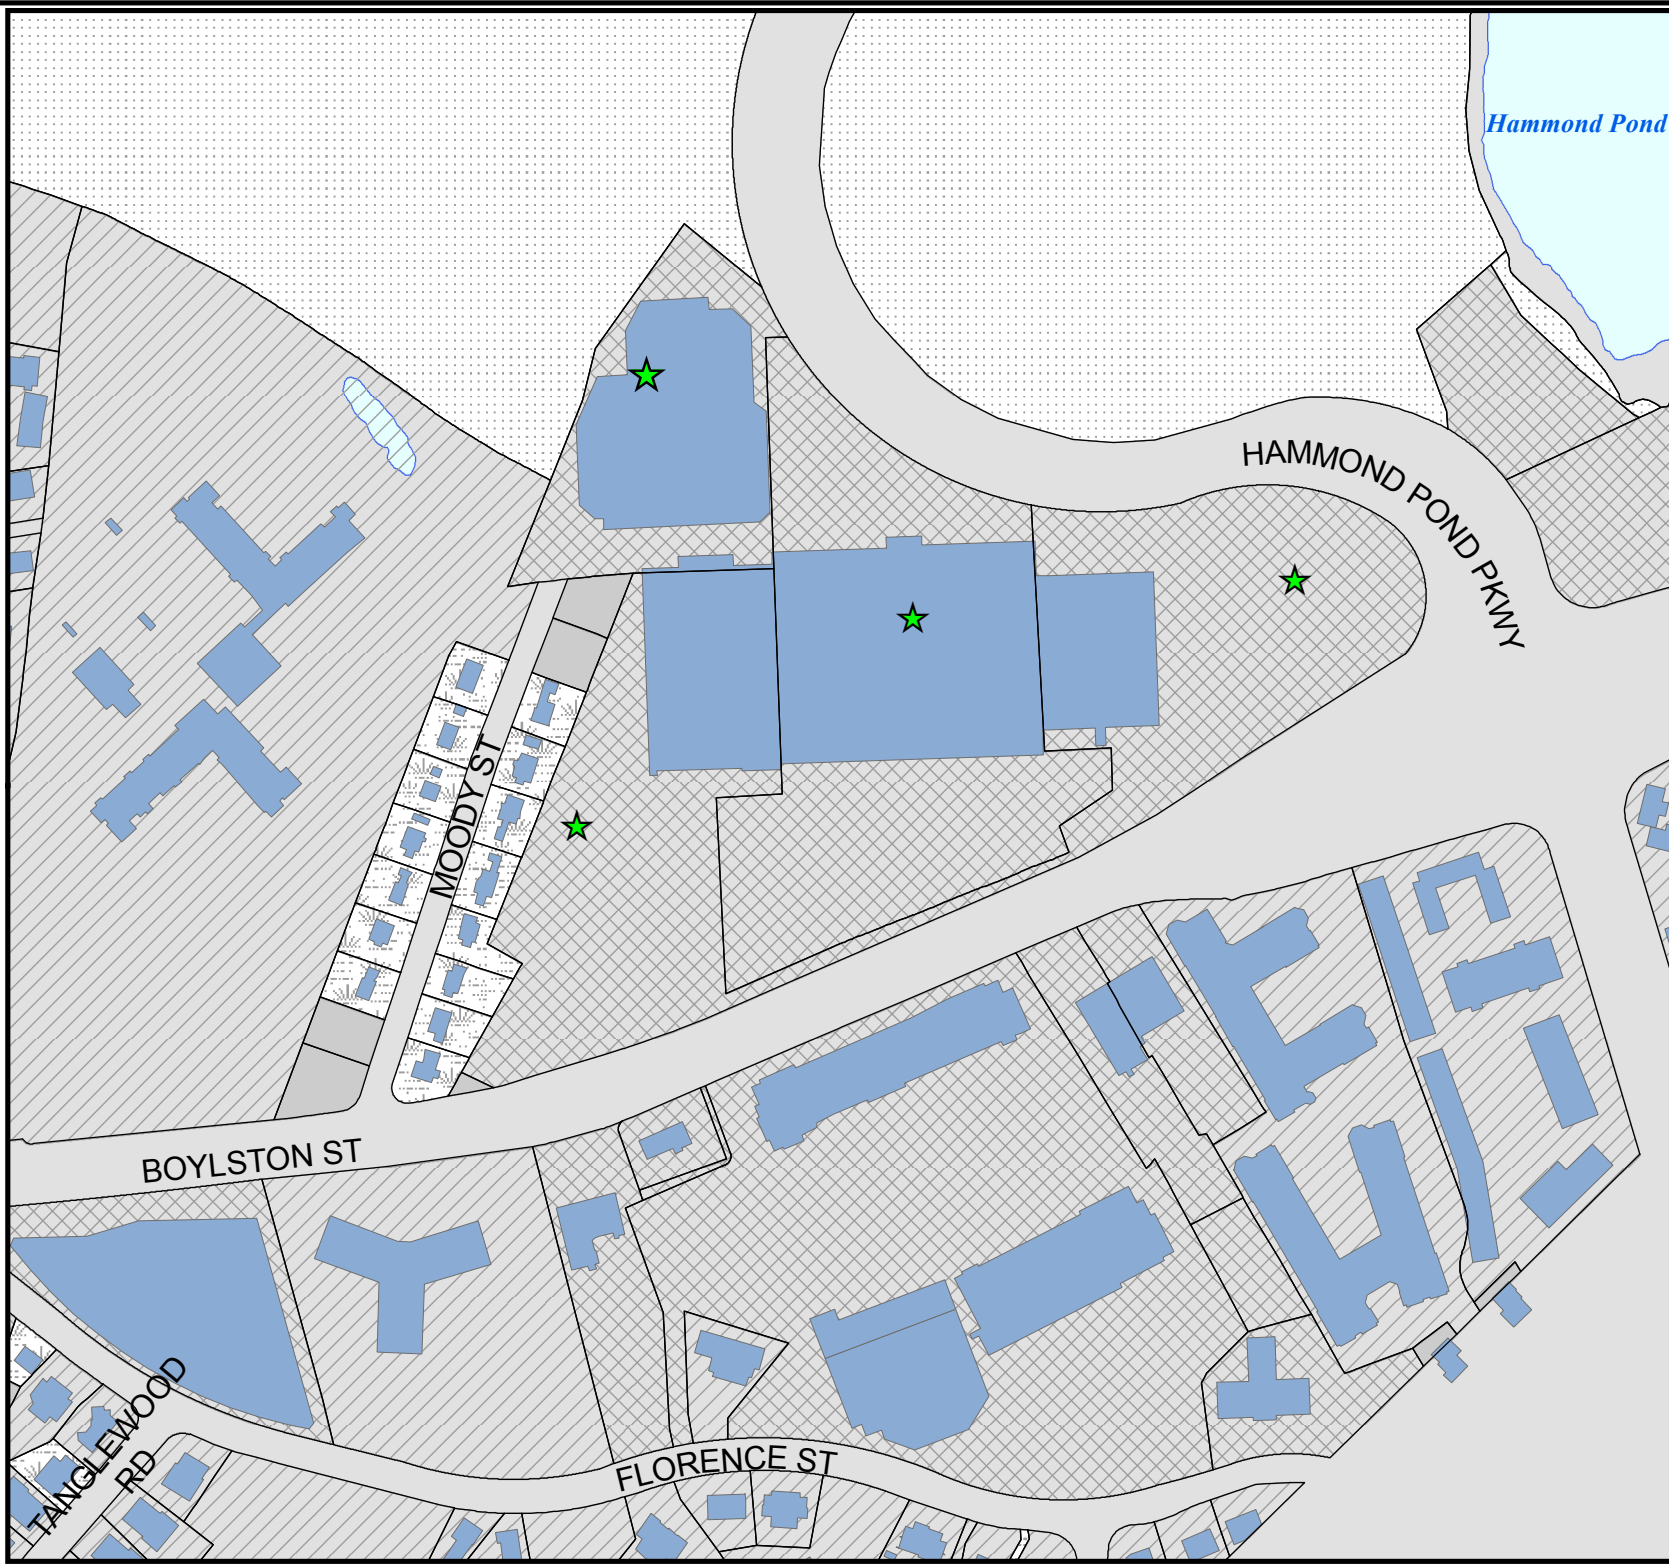 Hammond Pond
HAMMOND POND PKWY
MOODY ST
BOYLSTON ST
TANGLEWOOD
RD
FLORENCE ST